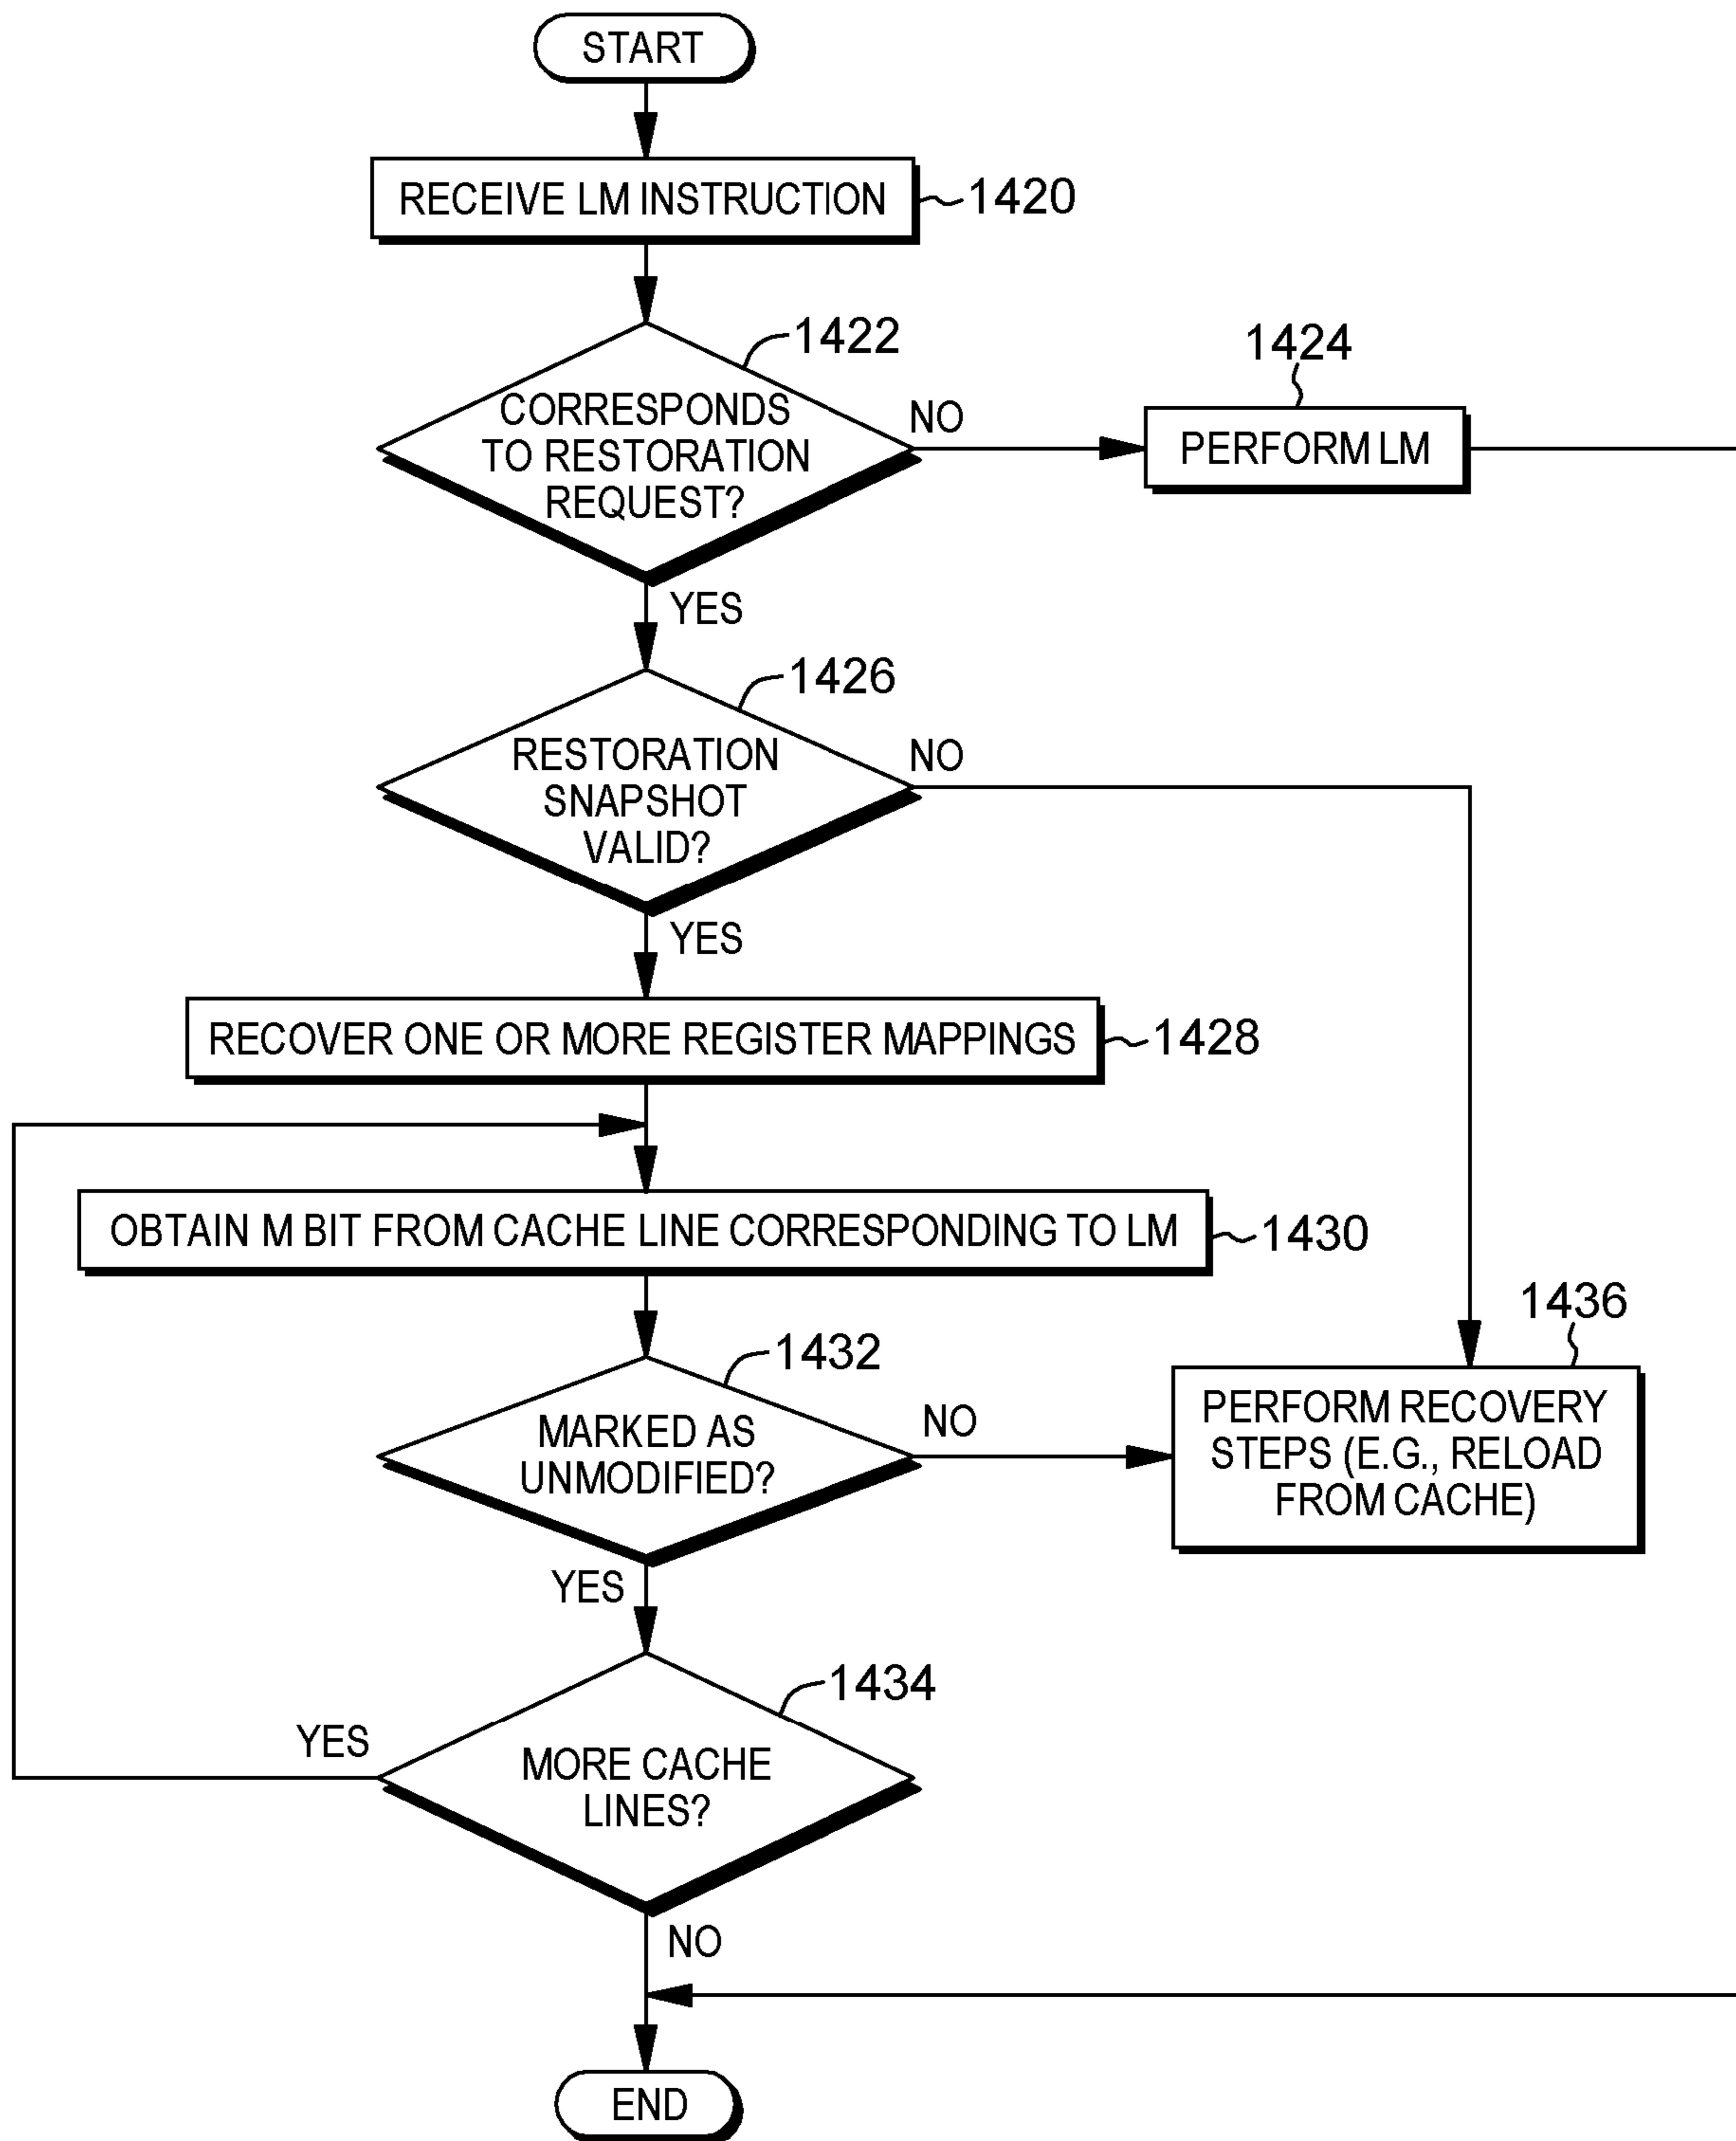 START
RECEIVE LM INSTRUCTION
1420
1422
CORRESPONDS
TO RESTORATION
REQUEST?
NO
1424
PERFORM LM
YES
1426
RESTORATION
SNAPSHOT
VALID?
NO
YES
RECOVER ONE OR MORE REGISTER MAPPINGS
1428
OBTAIN M BIT FROM CACHE LINE CORRESPONDING TO LM
1430
1432
MARKED AS
UNMODIFIED?
NO
1436
PERFORM RECOVERY
STEPS (E.G., RELOAD
FROM CACHE)
YES
1434
MORE CACHE
LINES?
YES
NO
END